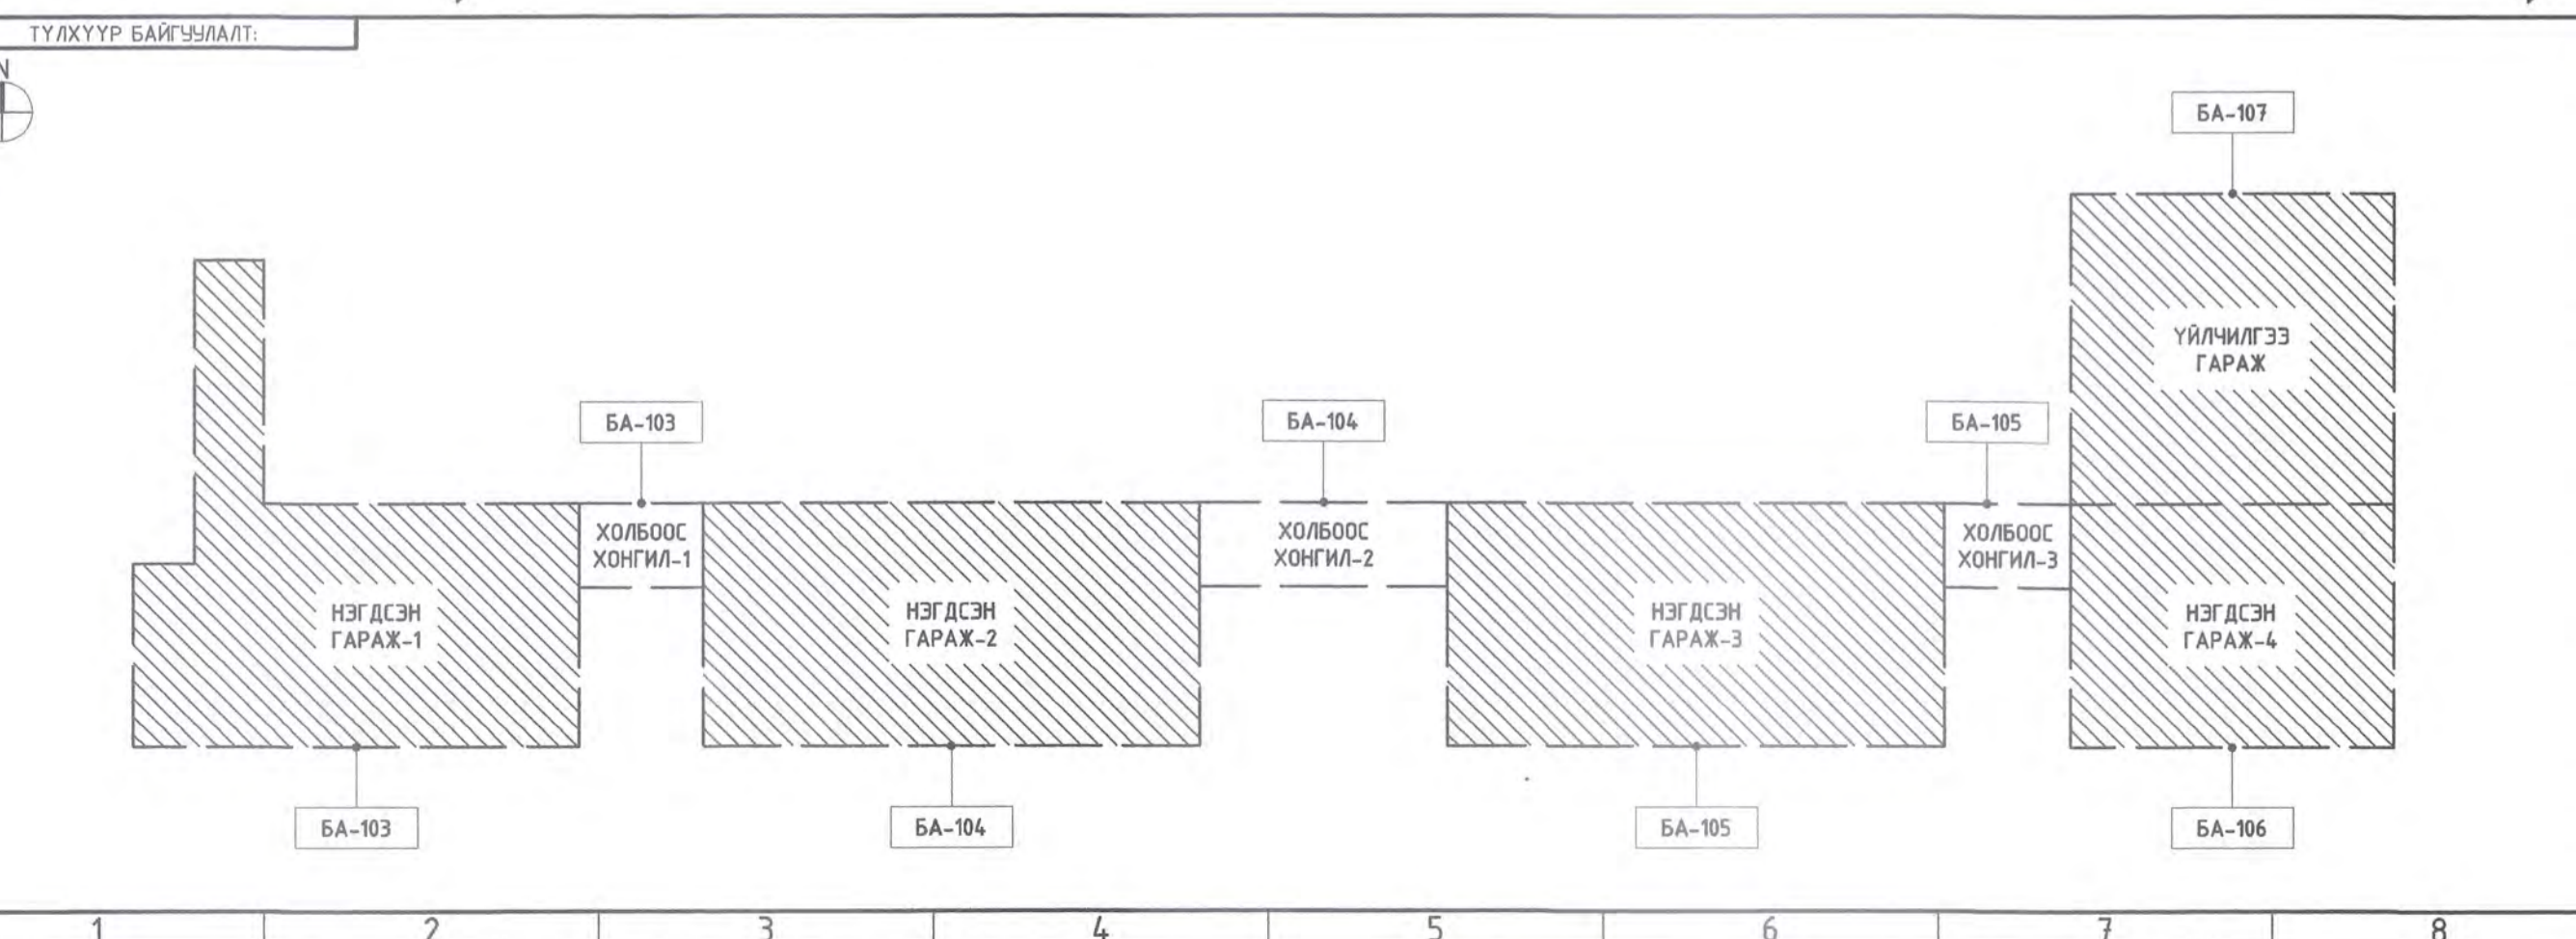 ТҮЛХҮҮР БАЙГУУЛАЛТ:
N
БА-107
ҮЙЛЧИЛГЭЭ
ГАРАЖ
БА-103
БА-104
БА-105
ХОЛБООС
ХОНГИЛ-1
ХОЛБООС
ХОНГИЛ-2
ХОЛБООС
ХОНГИЛ-3
НЭГДСЭН
ГАРАЖ-1
НЭГДСЭН
ГАРАЖ-2
НЭГДСЭН
ГАРАЖ-3
НЭГДСЭН
ГАРАЖ-4
БА-103
БА-104
БА-105
БА-106
1 2 3 4 5 6 7 8